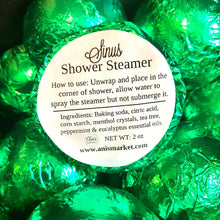 Sinus
Shower Steamer
How to use: Unwrap and place in the
corner of shower, allow water to
spray the steamer but not submerge it.
Ingredients: Baking soda, citric acid,
corn starch, menthol crystals, tea tree,
peppermint & eucalyptus essential oils.
NET WT: 2 oz
www.anismarket.com